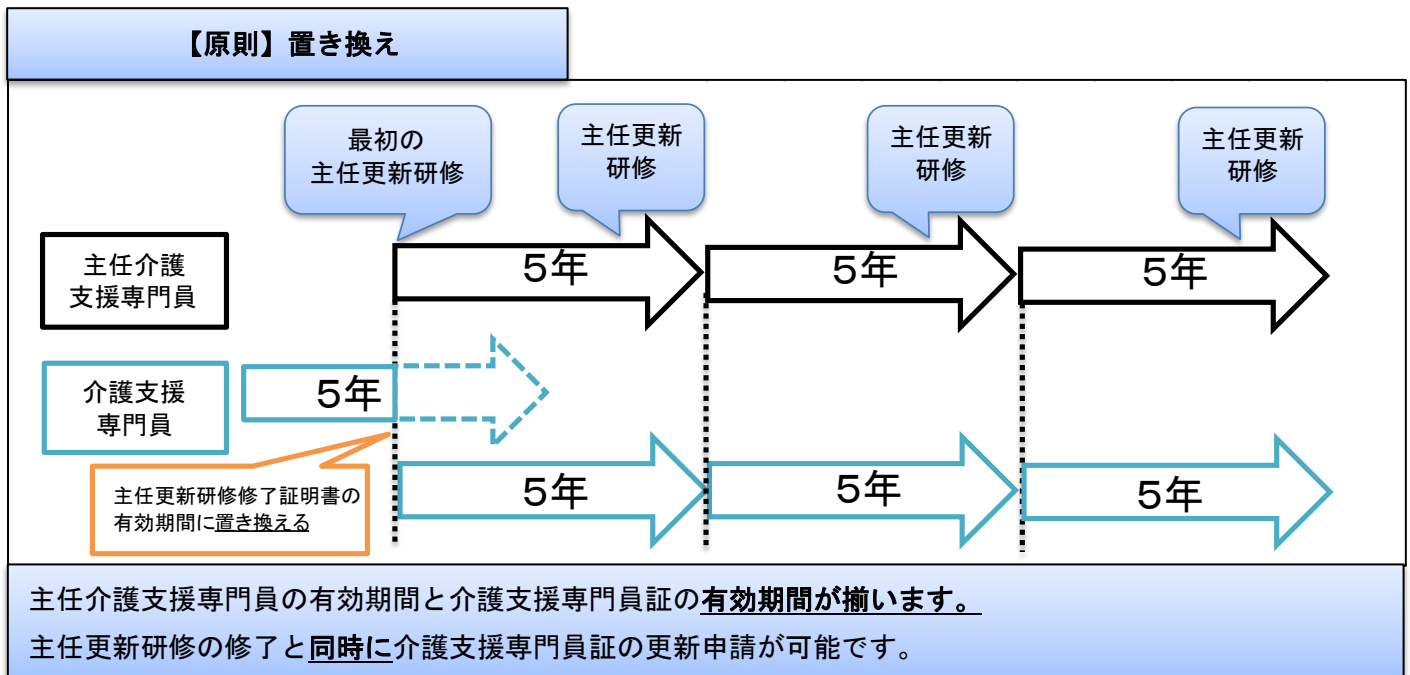 【原則】置き換え
最初の
主任更新研修
主任更新
研修
主任更新
研修
主任更新
研修
主任介護
支援専門員
5年
5年
5年
介護支援
専門員
5年
主任更新研修修了証明書の
有効期間に置き換える
5年
5年
5年
主任介護支援専門員の有効期間と介護支援専門員証の有効期間が揃います。
主任更新研修の修了と同時に介護支援専門員証の更新申請が可能です。